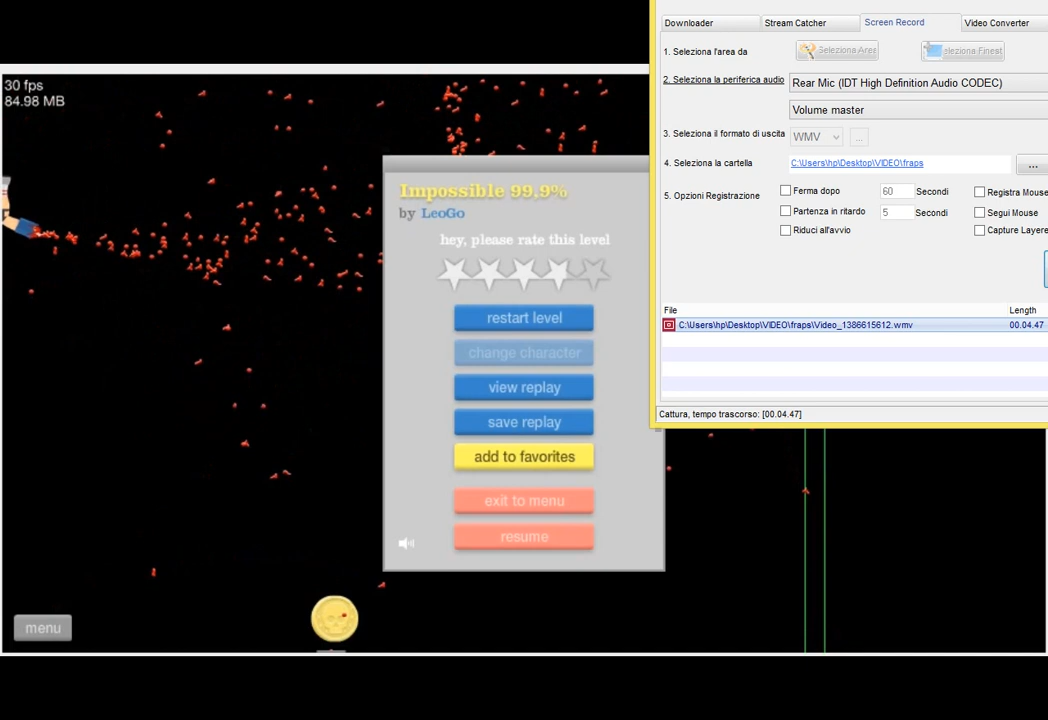 30 fps
84.98 MB
Impossible 99.9%
by LeoGo
hey, please rate this level
restart level
change character
view replay
save replay
add to favorites
exit to menu
resume
menu
Downloader Stream Catcher Screen Record Video Converter
1. Seleziona l'area da Seleziona Area Seleziona Finest
2. Seleziona la periferica audio Rear Mic (IDT High Definition Audio CODEC)
Volume master
3. Seleziona il formato di uscita WMV ...
4. Seleziona la cartella C:\Users\hp\Desktop\VIDEO\fraps ...
5. Opzioni Registrazione Ferma dopo 60 Secondi Registra Mouse
Partenza in ritardo 5 Secondi Segui Mouse
Riduci all'avvio Capture Layere
File Length
C:\Users\hp\Desktop\VIDEO\fraps\Video_1386615612.wmv 00.04.47
Cattura, tempo trascorso: [00.04.47]